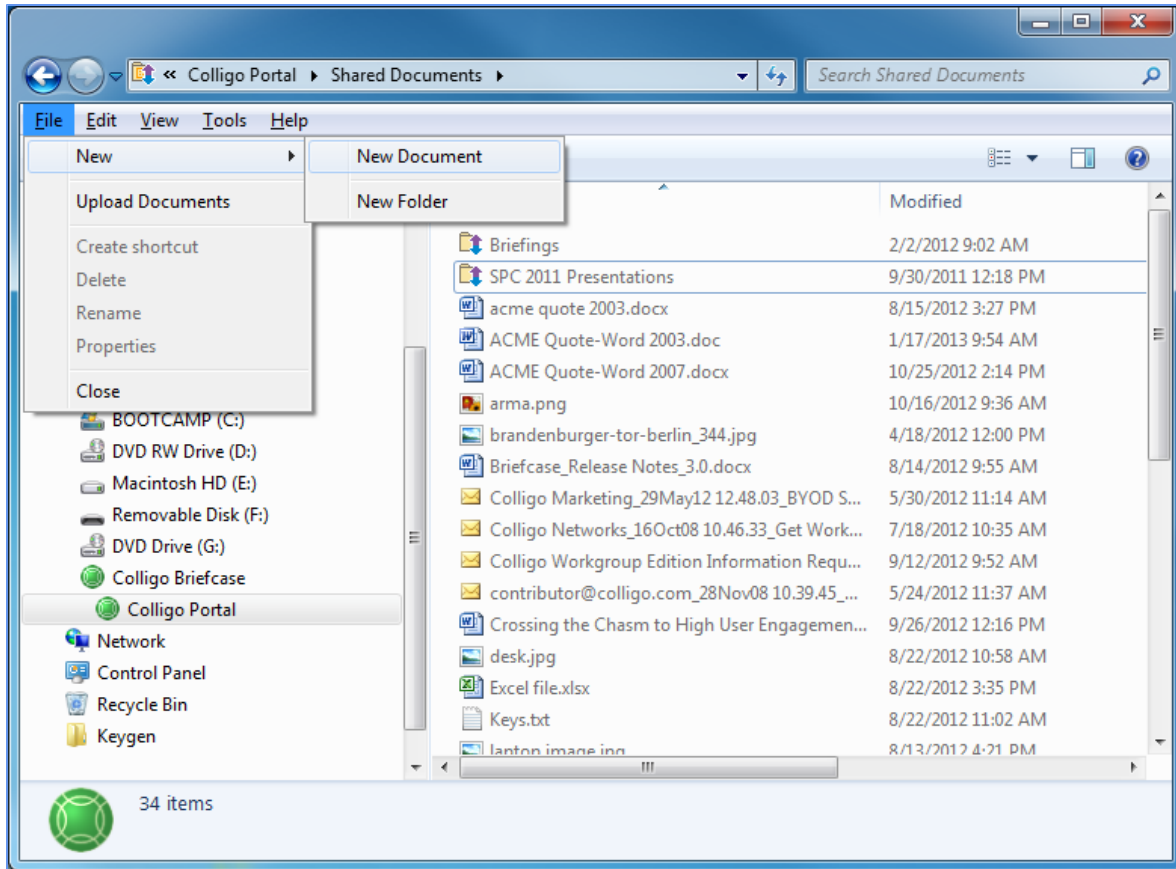 « Colligo Portal Shared Documents
Search Shared Documents
File Edit View Tools Help
New
New Document
Upload Documents
New Folder
Create shortcut
Delete
Rename
Properties
Close
BOOTCAMP (C:)
DVD RW Drive (D:)
Macintosh HD (E:)
Removable Disk (F:)
DVD Drive (G:)
Colligo Briefcase
Colligo Portal
Network
Control Panel
Recycle Bin
Keygen
Modified
Briefings 2/2/2012 9:02 AM
SPC 2011 Presentations 9/30/2011 12:18 PM
acme quote 2003.docx 8/15/2012 3:27 PM
ACME Quote-Word 2003.doc 1/17/2013 9:54 AM
ACME Quote-Word 2007.docx 10/25/2012 2:14 PM
arma.png 10/16/2012 9:36 AM
brandenburger-tor-berlin_344.jpg 4/18/2012 12:00 PM
Briefcase_Release Notes_3.0.docx 8/14/2012 9:55 AM
Colligo Marketing_29May12 12.48.03_BYOD S... 5/30/2012 11:14 AM
Colligo Networks_16Oct08 10.46.33_Get Work... 7/18/2012 10:35 AM
Colligo Workgroup Edition Information Requ... 9/12/2012 9:52 AM
contributor@colligo.com_28Nov08 10.39.45_... 5/24/2012 11:37 AM
Crossing the Chasm to High User Engagemen... 9/26/2012 12:16 PM
desk.jpg 8/22/2012 10:58 AM
Excel file.xlsx 8/22/2012 3:35 PM
Keys.txt 8/22/2012 11:02 AM
laptop image.jpg 8/13/2012 4:21 PM
34 items